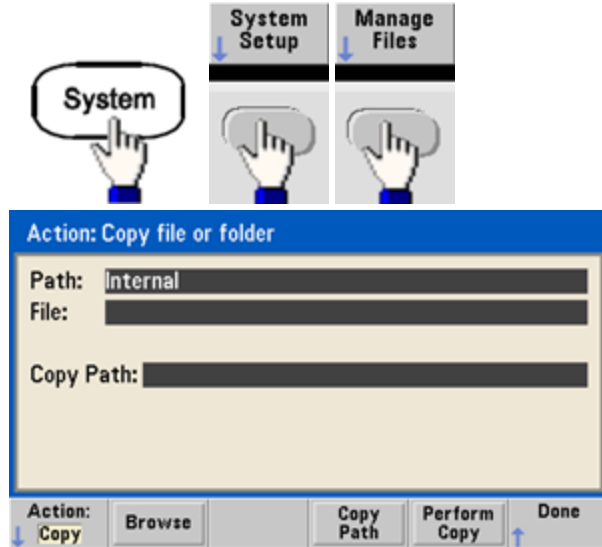 System
Setup
Manage
Files
System
Action: Copy file or folder
Path: Internal
File:
Copy Path:
Action:
Copy
Browse
Copy
Path
Perform
Copy
Done